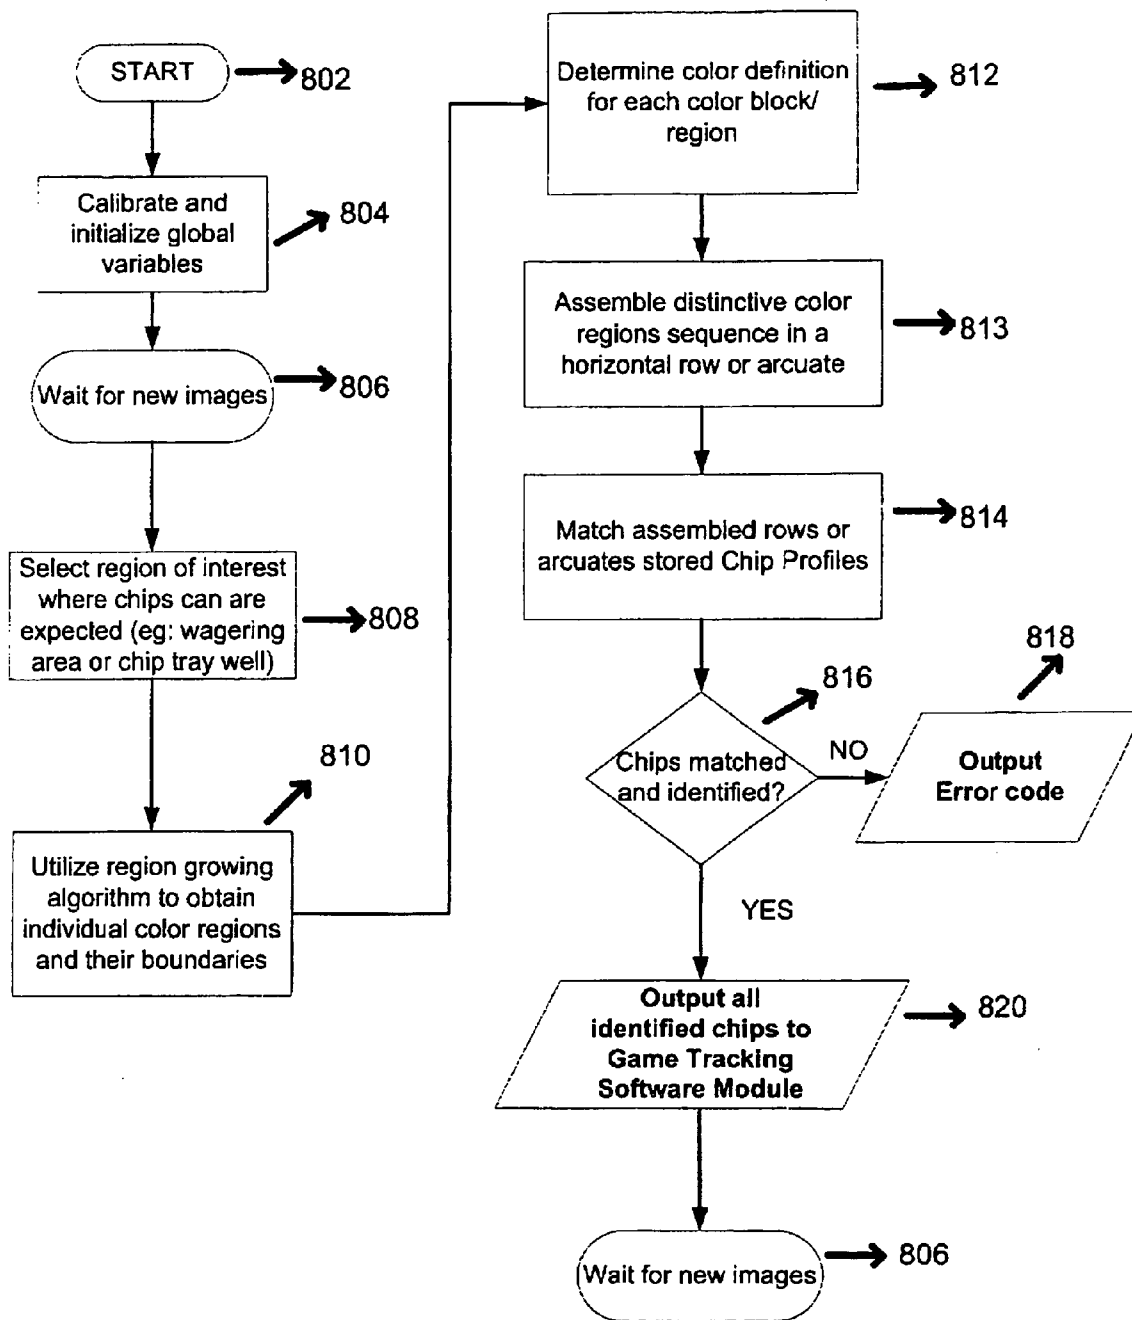 START
802
Calibrate and
initialize global
variables
804
Wait for new images
806
Select region of interest
where chips can are
expected (eg: wagering
area or chip tray well)
808
810
Utilize region growing
algorithm to obtain
individual color regions
and their boundaries
Determine color definition
for each color block/
region
812
Assemble distinctive color
regions sequence in a
horizontal row or arcuate
813
Match assembled rows or
arcuates stored Chip Profiles
814
816
Chips matched
and identified?
NO
818
Output
Error code
YES
Output all
identified chips to
Game Tracking
Software Module
820
Wait for new images
806